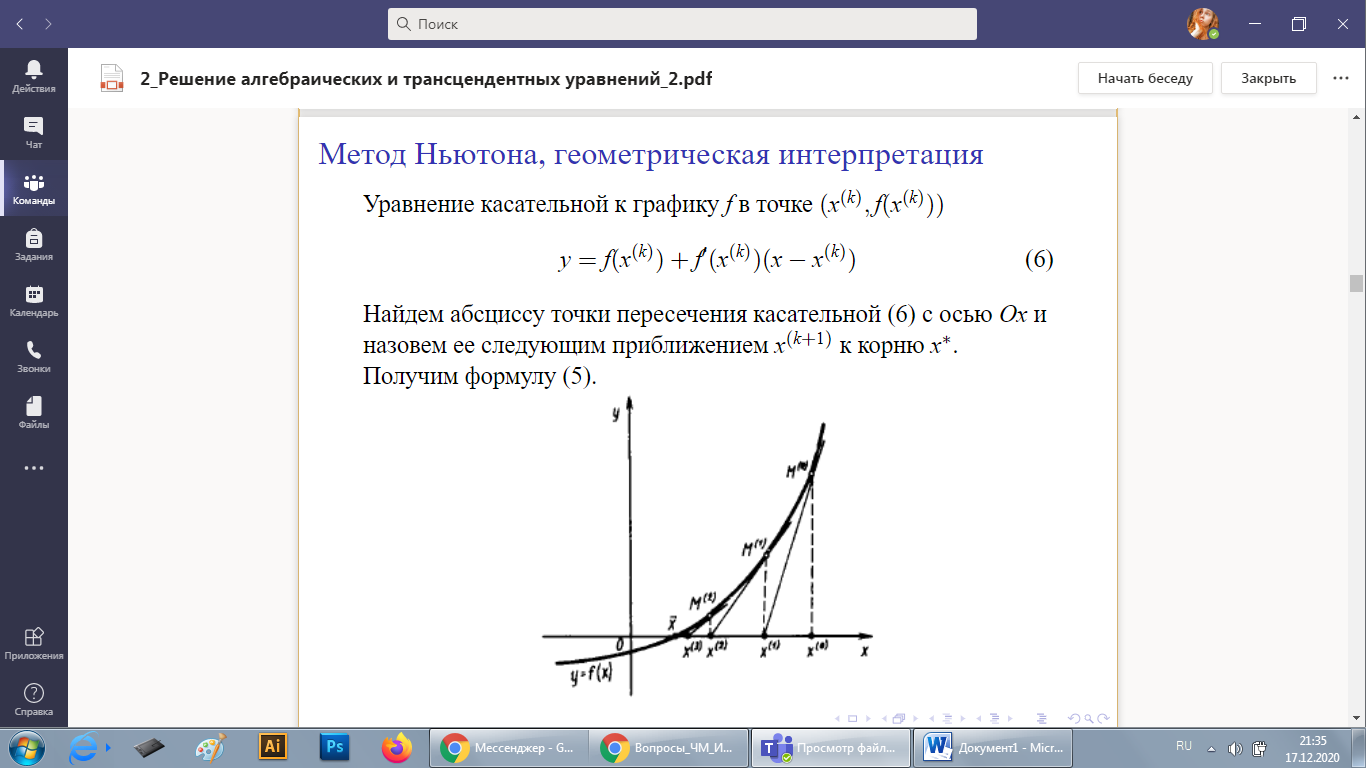 Поиск
2_Решение алгебраических и трансцендентных уравнений_2.pdf
Начать беседу
Закрыть
Действия
Чат
Команды
Задания
Календарь
Звонки
Файлы
Приложения
Справка
Метод Ньютона, геометрическая интерпретация
Уравнение касательной к графику f в точке (x^(k), f(x^(k)))
y = f(x^(k)) + f′(x^(k))(x − x^(k)) (6)
Найдем абсциссу точки пересечения касательной (6) с осью Ox и
назовем ее следующим приближением x^(k+1) к корню x*.
Получим формулу (5).
y
M^(0)
M^(1)
M^(2)
x̄
0
x^(3) x^(2) x^(1) x^(0) x
y=f(x)
Ai
Ps
Мессенджер - G...
Вопросы_ЧМ_И...
Просмотр файл...
Документ1 - Micr...
RU
21:35
17.12.2020